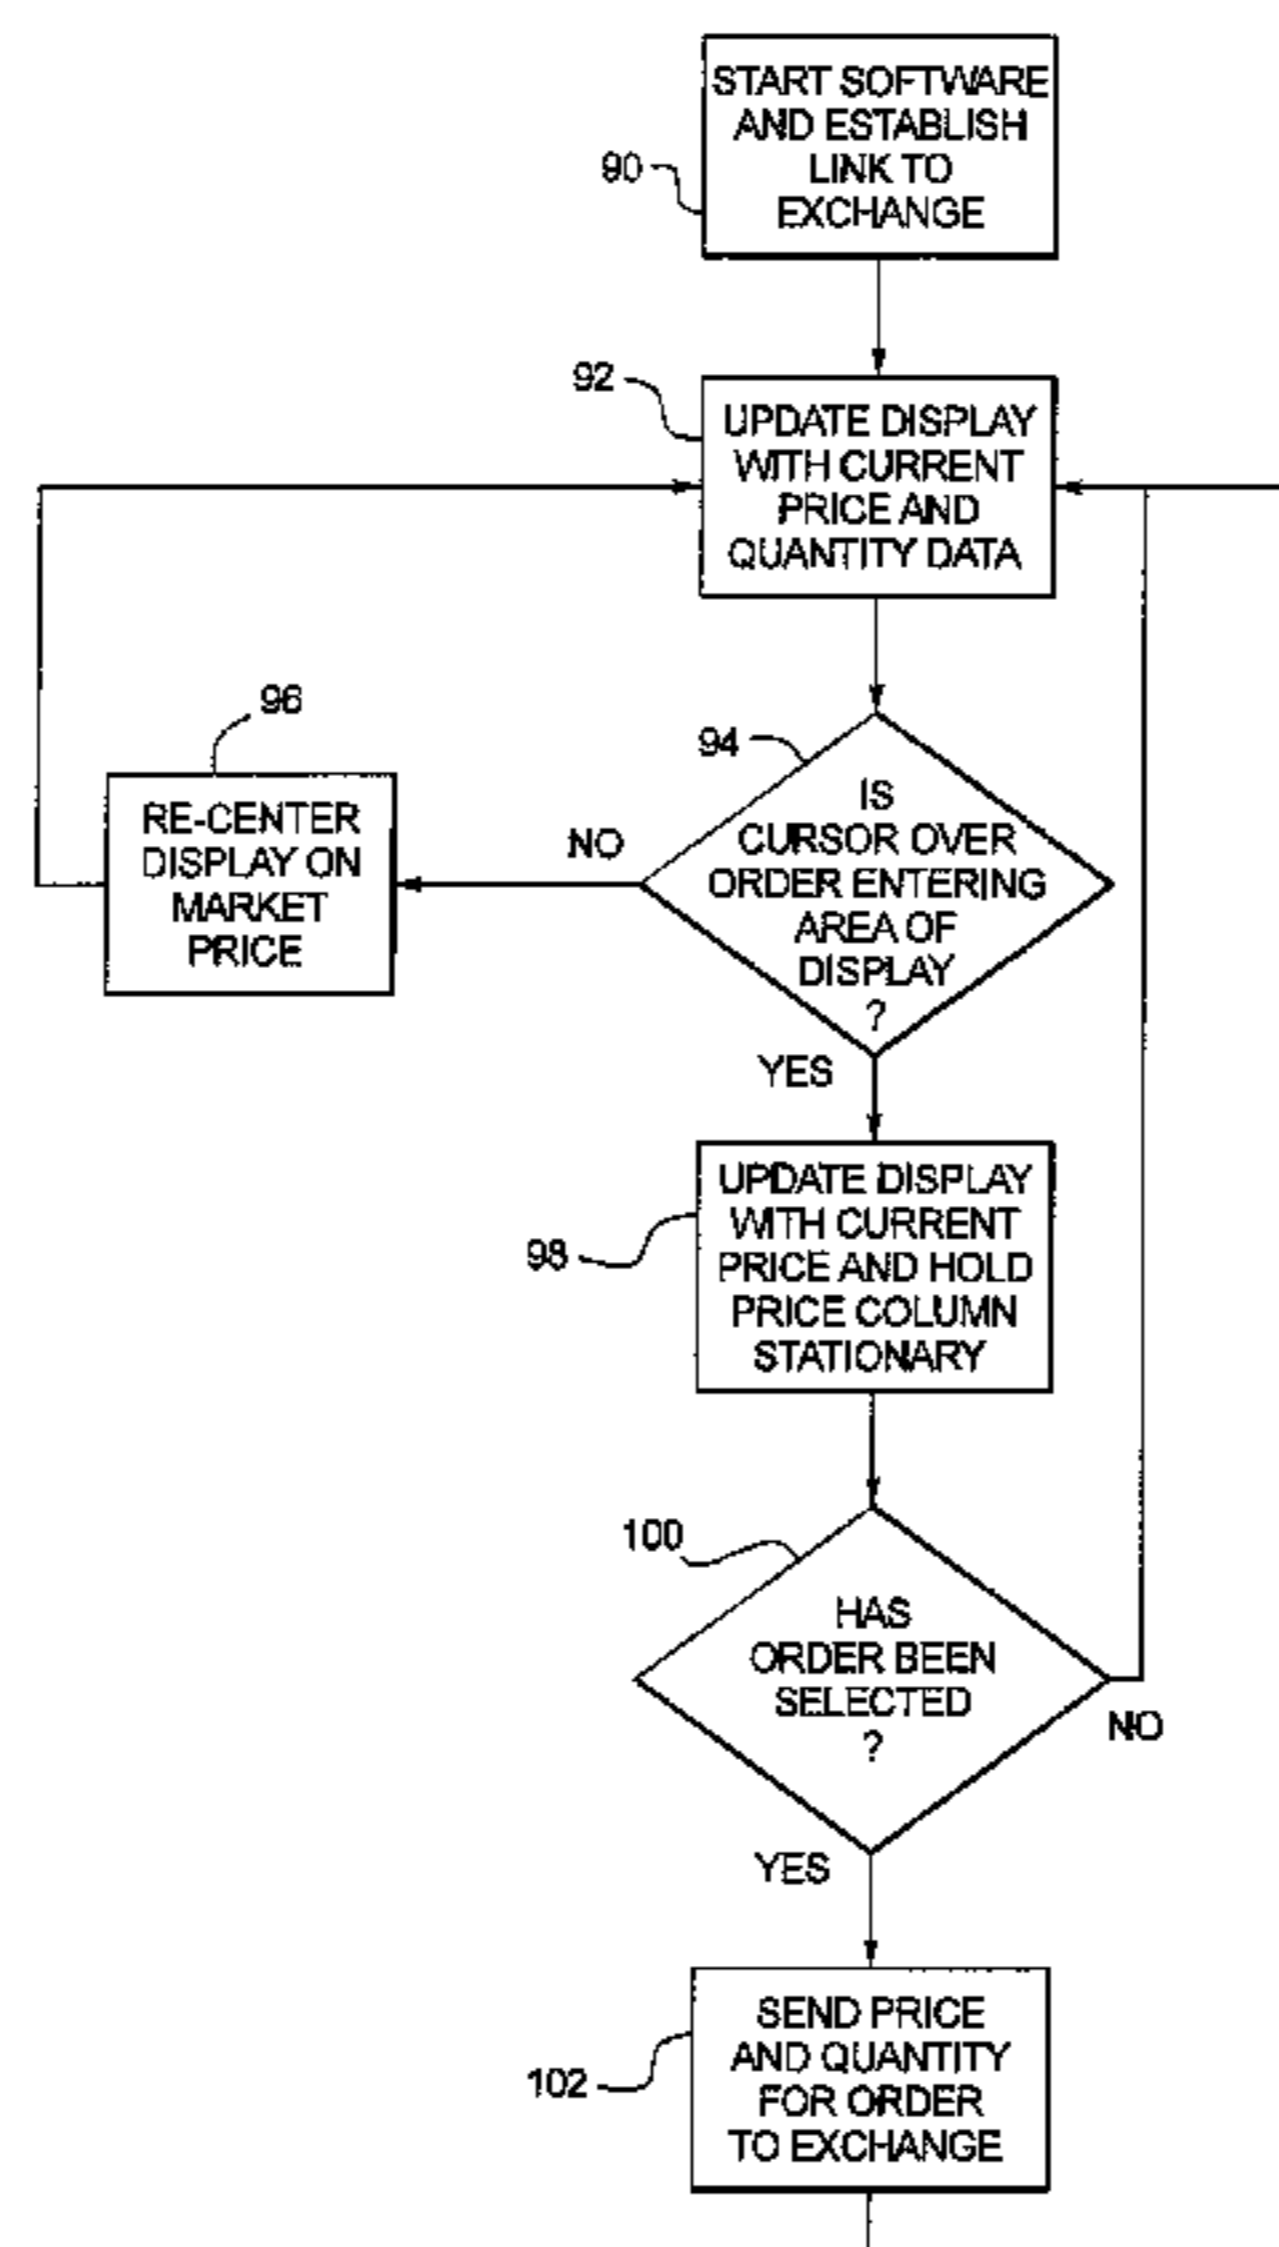 START SOFTWARE
AND ESTABLISH
LINK TO
EXCHANGE
90
92
UPDATE DISPLAY
WITH CURRENT
PRICE AND
QUANTITY DATA
96
RE-CENTER
DISPLAY ON
MARKET
PRICE
NO
94
IS
CURSOR OVER
ORDER ENTERING
AREA OF
DISPLAY
?
YES
98
UPDATE DISPLAY
WITH CURRENT
PRICE AND HOLD
PRICE COLUMN
STATIONARY
100
HAS
ORDER BEEN
SELECTED
?
NO
YES
102
SEND PRICE
AND QUANTITY
FOR ORDER
TO EXCHANGE